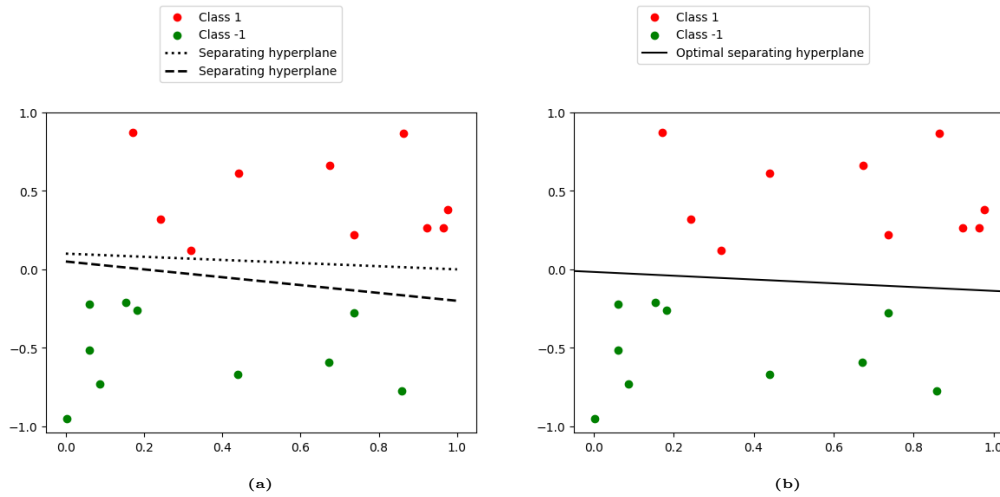 Class 1
Class -1
Separating hyperplane
Separating hyperplane
1.0
0.5
0.0
−0.5
−1.0
0.0 0.2 0.4 0.6 0.8 1.0
(a)
Class 1
Class -1
Optimal separating hyperplane
1.0
0.5
0.0
−0.5
−1.0
0.0 0.2 0.4 0.6 0.8 1.0
(b)